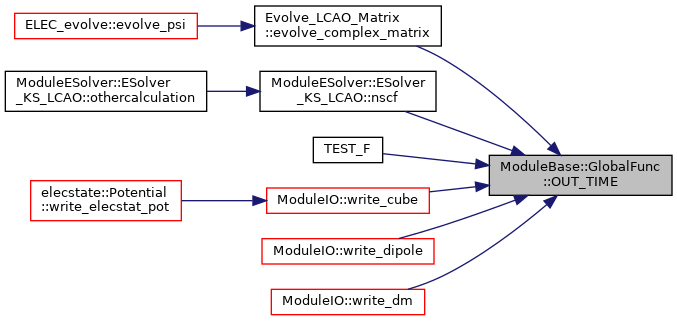 ELEC_evolve::evolve_psi
Evolve_LCAO_Matrix
::evolve_complex_matrix
ModuleESolver::ESolver
_KS_LCAO::othercalculation
ModuleESolver::ESolver
_KS_LCAO::nscf
TEST_F
ModuleBase::GlobalFunc
::OUT_TIME
elecstate::Potential
::write_elecstat_pot
ModuleIO::write_cube
ModuleIO::write_dipole
ModuleIO::write_dm